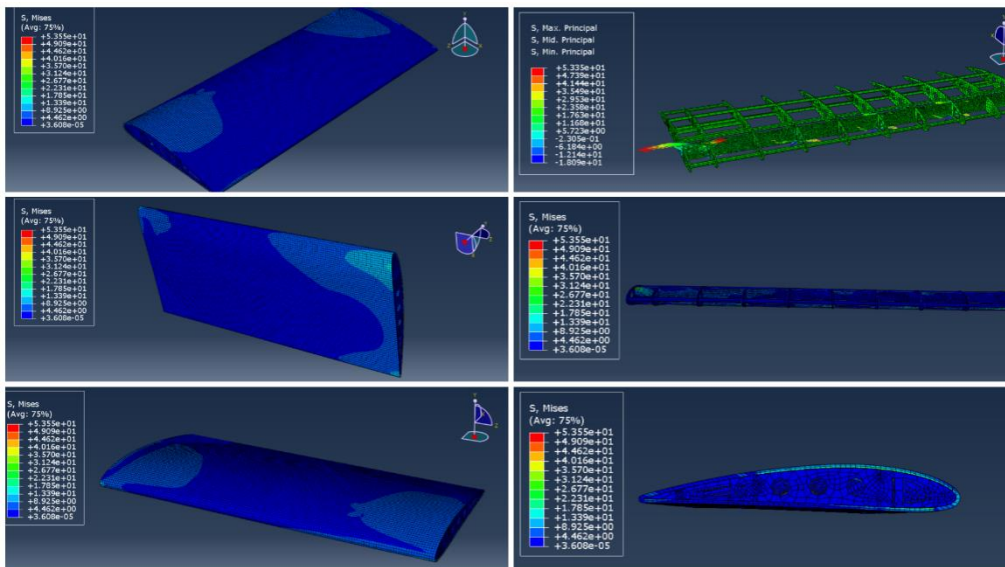 S, Mises
(Avg: 75%)
+5.355e+01
+4.909e+01
+4.462e+01
+4.016e+01
+3.570e+01
+3.124e+01
+2.677e+01
+2.231e+01
+1.785e+01
+1.339e+01
+8.925e+00
+4.462e+00
+3.608e-05
S, Max. Principal
S, Mid. Principal
S, Min. Principal
+5.335e+01
+4.739e+01
+4.144e+01
+3.549e+01
+2.953e+01
+2.358e+01
+1.763e+01
+1.168e+01
+5.723e+00
-2.305e-01
-6.184e+00
-1.214e+01
-1.809e+01
S, Mises
(Avg: 75%)
+5.355e+01
+4.909e+01
+4.462e+01
+4.016e+01
+3.570e+01
+3.124e+01
+2.677e+01
+2.231e+01
+1.785e+01
+1.339e+01
+8.925e+00
+4.462e+00
+3.608e-05
S, Mises
(Avg: 75%)
+5.355e+01
+4.909e+01
+4.462e+01
+4.016e+01
+3.570e+01
+3.124e+01
+2.677e+01
+2.231e+01
+1.785e+01
+1.339e+01
+8.925e+00
+4.462e+00
+3.608e-05
S, Mises
(Avg: 75%)
+5.355e+01
+4.909e+01
+4.462e+01
+4.016e+01
+3.570e+01
+3.124e+01
+2.677e+01
+2.231e+01
+1.785e+01
+1.339e+01
+8.925e+00
+4.462e+00
+3.608e-05
S, Mises
(Avg: 75%)
+5.355e+01
+4.909e+01
+4.462e+01
+4.016e+01
+3.570e+01
+3.124e+01
+2.677e+01
+2.231e+01
+1.785e+01
+1.339e+01
+8.925e+00
+4.462e+00
+3.608e-05